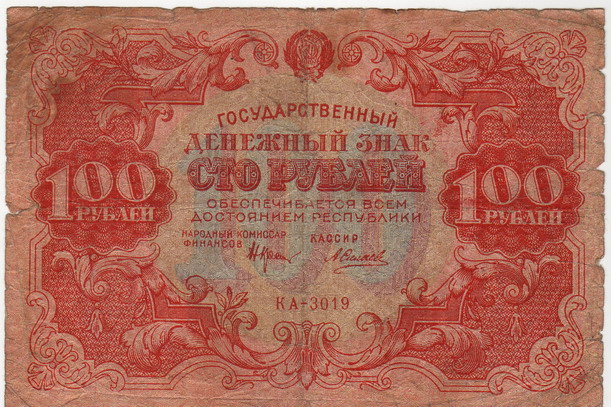 ГОСУДАРСТВЕННЫЙ
ДЕНЕЖНЫЙ ЗНАК
СТО РУБЛЕЙ
100
РУБЛЕЙ
100
РУБЛЕЙ
ОБЕСПЕЧИВАЕТСЯ ВСЕМ
ДОСТОЯНИЕМ РЕСПУБЛИКИ
НАРОДНЫЙ КОМИССАР
ФИНАНСОВ
КАССИР
100
КА-3019